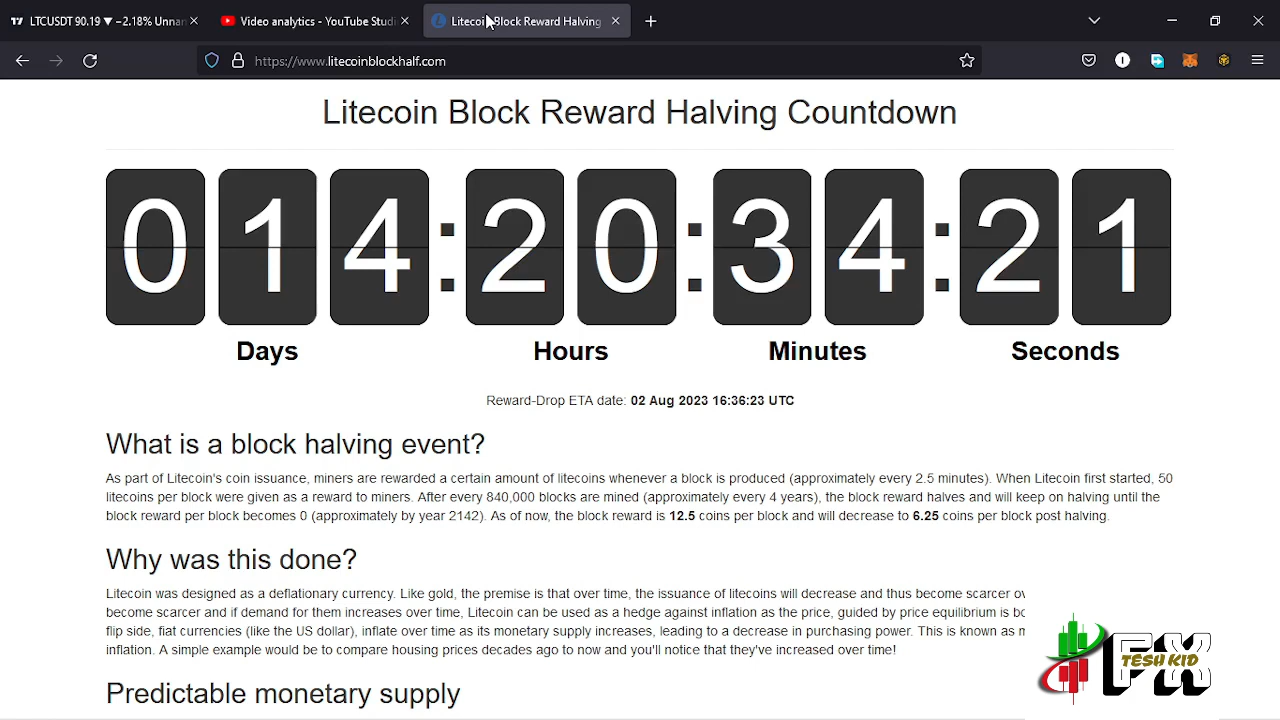 LTCUSDT 90.19 ▼ −2.18% Unnam
Video analytics - YouTube Studi
Litecoin Block Reward Halving
https://www.litecoinblockhalf.com
Litecoin Block Reward Halving Countdown
014:20:34:21
Days Hours Minutes Seconds
Reward-Drop ETA date: 02 Aug 2023 16:36:23 UTC
What is a block halving event?
As part of Litecoin's coin issuance, miners are rewarded a certain amount of litecoins whenever a block is produced (approximately every 2.5 minutes). When Litecoin first started, 50
litecoins per block were given as a reward to miners. After every 840,000 blocks are mined (approximately every 4 years), the block reward halves and will keep on halving until the
block reward per block becomes 0 (approximately by year 2142). As of now, the block reward is 12.5 coins per block and will decrease to 6.25 coins per block post halving.
Why was this done?
Litecoin was designed as a deflationary currency. Like gold, the premise is that over time, the issuance of litecoins will decrease and thus become scarcer ov
become scarcer and if demand for them increases over time, Litecoin can be used as a hedge against inflation as the price, guided by price equilibrium is bo
flip side, fiat currencies (like the US dollar), inflate over time as its monetary supply increases, leading to a decrease in purchasing power. This is known as m
inflation. A simple example would be to compare housing prices decades ago to now and you'll notice that they've increased over time!
FX
TESH KID
Predictable monetary supply